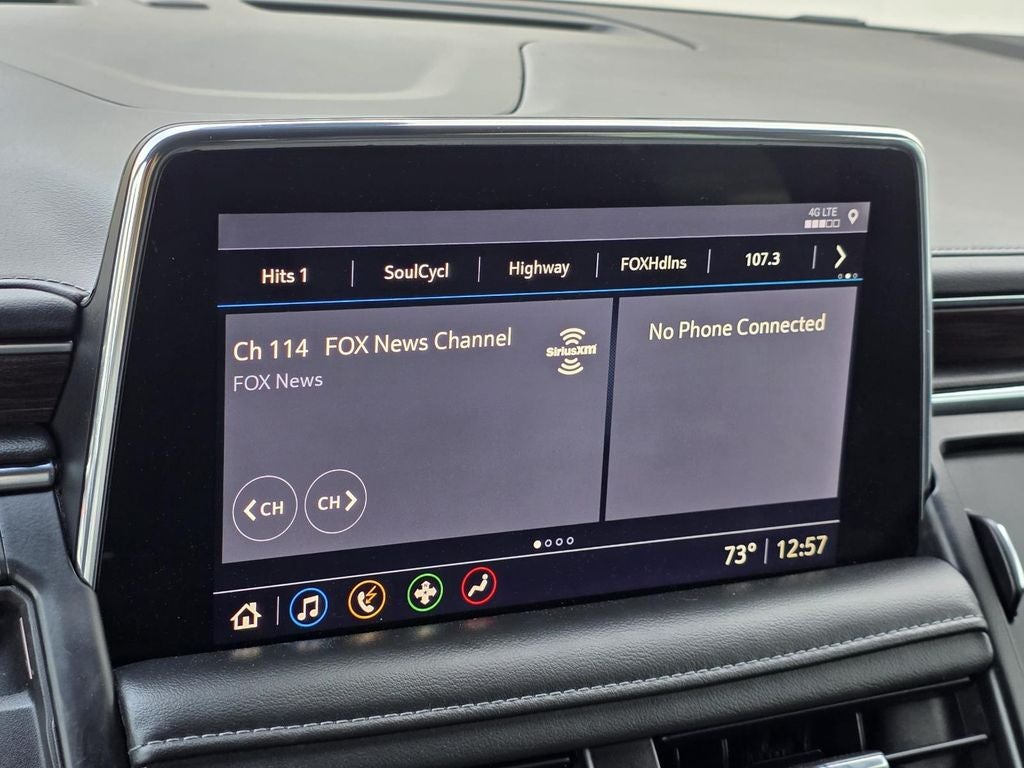 4G LTE
Hits 1
SoulCycl
Highway
FOXHdlns
107.3
Ch 114 FOX News Channel
SiriusXM
FOX News
No Phone Connected
CH
CH
73° 12:57